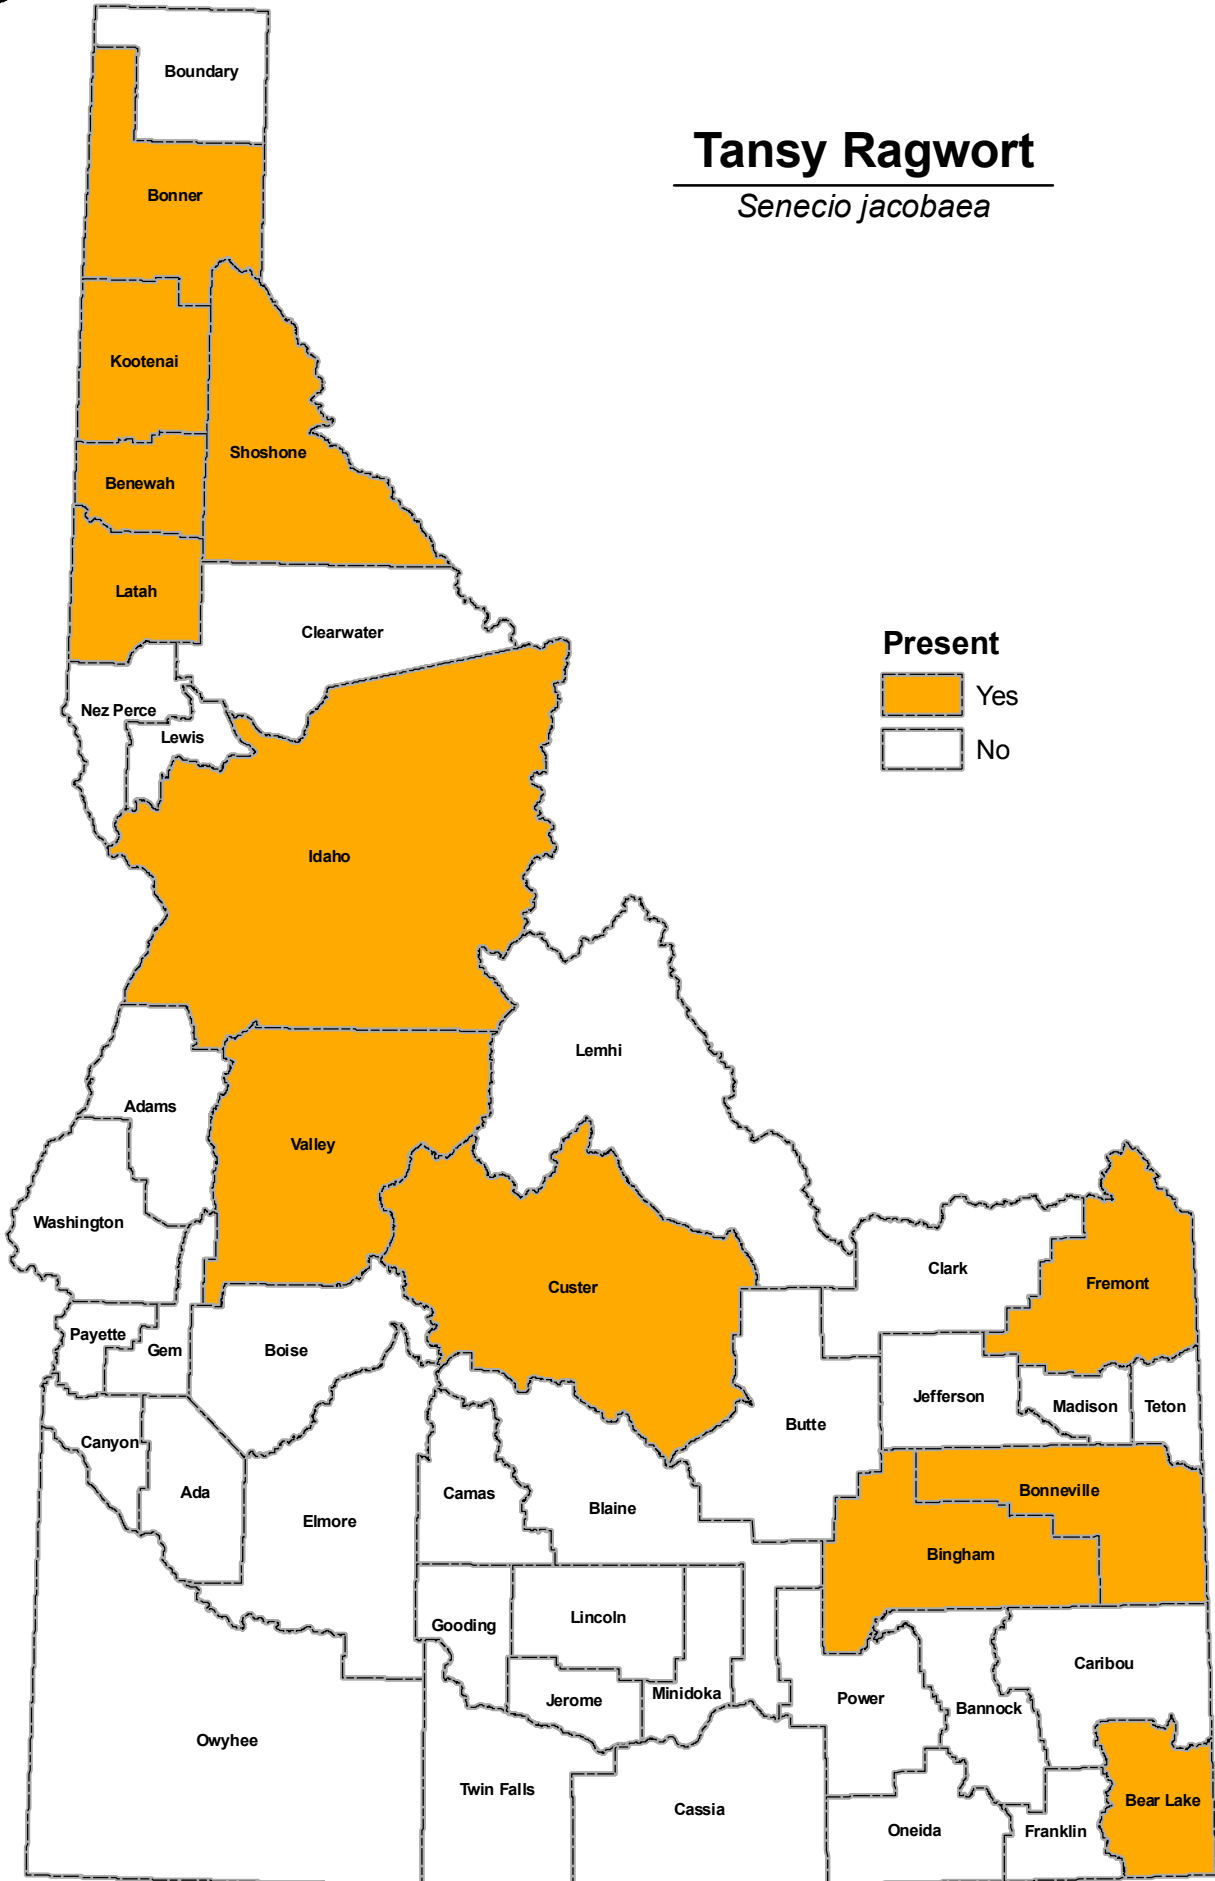 Boundary
Tansy Ragwort
Senecio jacobaea
Bonner
Kootenai
Shoshone
Benewah
Latah
Clearwater
Present
Yes
No
Nez Perce
Lewis
Idaho
Lemhi
Adams
Valley
Washington
Clark
Custer
Fremont
Payette
Gem
Boise
Jefferson
Madison
Teton
Butte
Canyon
Ada
Camas
Blaine
Bonneville
Elmore
Bingham
Gooding
Lincoln
Caribou
Jerome
Minidoka
Power
Bannock
Owyhee
Twin Falls
Cassia
Bear Lake
Oneida
Franklin